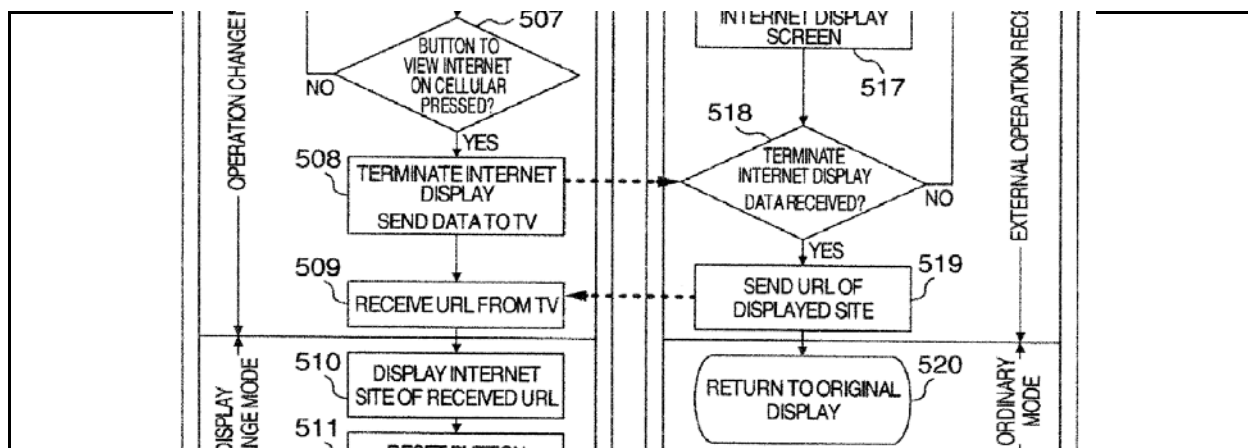 507
BUTTON TO
VIEW INTERNET
ON CELLULAR
PRESSED?
NO
YES
508
TERMINATE INTERNET
DISPLAY
SEND DATA TO TV
509
RECEIVE URL FROM TV
510
DISPLAY INTERNET
SITE OF RECEIVED URL
511
OPERATION CHANGE
DISPLAY
MODE
INTERNET DISPLAY
SCREEN
517
518
TERMINATE
INTERNET DISPLAY
DATA RECEIVED?
NO
YES
519
SEND URL OF
DISPLAYED SITE
520
RETURN TO ORIGINAL
DISPLAY
EXTERNAL OPERATION
ORDINARY
MODE